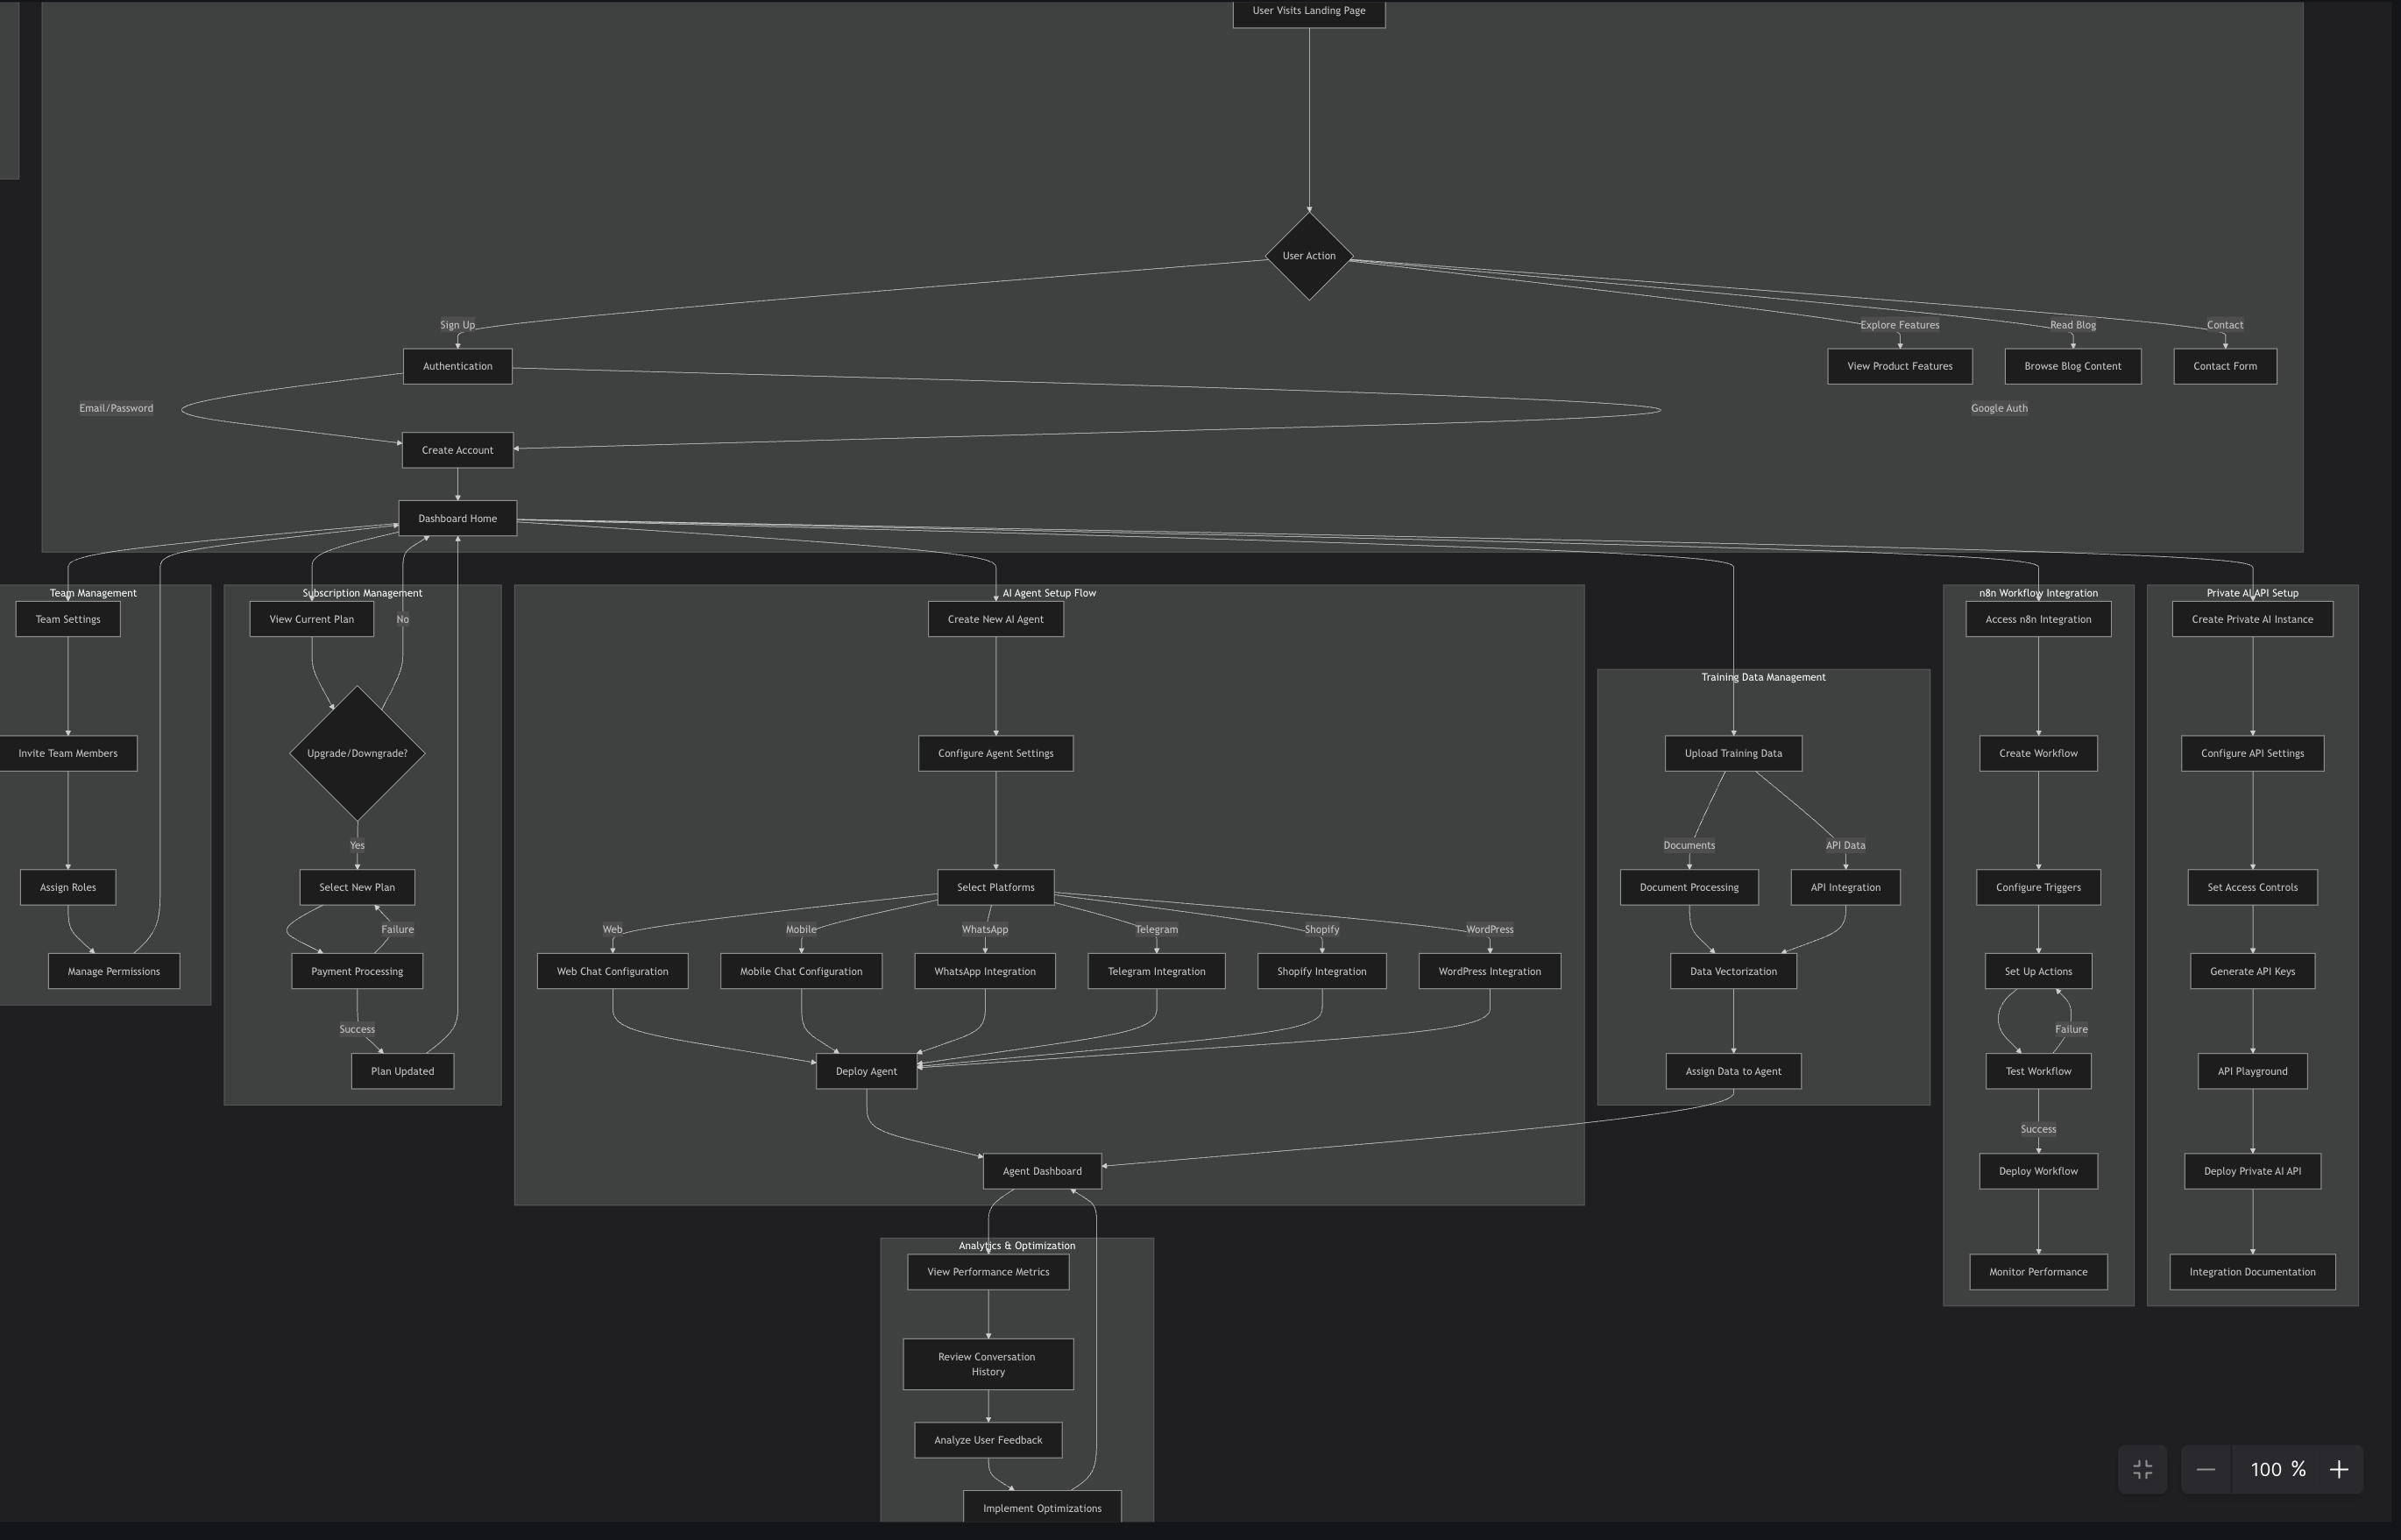 User Visits Landing Page
User Action
Sign Up
Explore Features
Read Blog
Contact
Authentication
View Product Features
Browse Blog Content
Contact Form
Email/Password
Google Auth
Create Account
Dashboard Home
Team Management
Team Settings
Invite Team Members
Assign Roles
Manage Permissions
Subscription Management
View Current Plan
No
Upgrade/Downgrade?
Yes
Select New Plan
Failure
Payment Processing
Success
Plan Updated
AI Agent Setup Flow
Create New AI Agent
Configure Agent Settings
Select Platforms
Web
Mobile
WhatsApp
Telegram
Shopify
WordPress
Web Chat Configuration
Mobile Chat Configuration
WhatsApp Integration
Telegram Integration
Shopify Integration
WordPress Integration
Deploy Agent
Agent Dashboard
Training Data Management
Upload Training Data
Documents
API Data
Document Processing
API Integration
Data Vectorization
Assign Data to Agent
n8n Workflow Integration
Access n8n Integration
Create Workflow
Configure Triggers
Set Up Actions
Failure
Test Workflow
Success
Deploy Workflow
Monitor Performance
Private AI API Setup
Create Private AI Instance
Configure API Settings
Set Access Controls
Generate API Keys
API Playground
Deploy Private AI API
Integration Documentation
Analytics & Optimization
View Performance Metrics
Review Conversation
History
Analyze User Feedback
Implement Optimizations
100 %